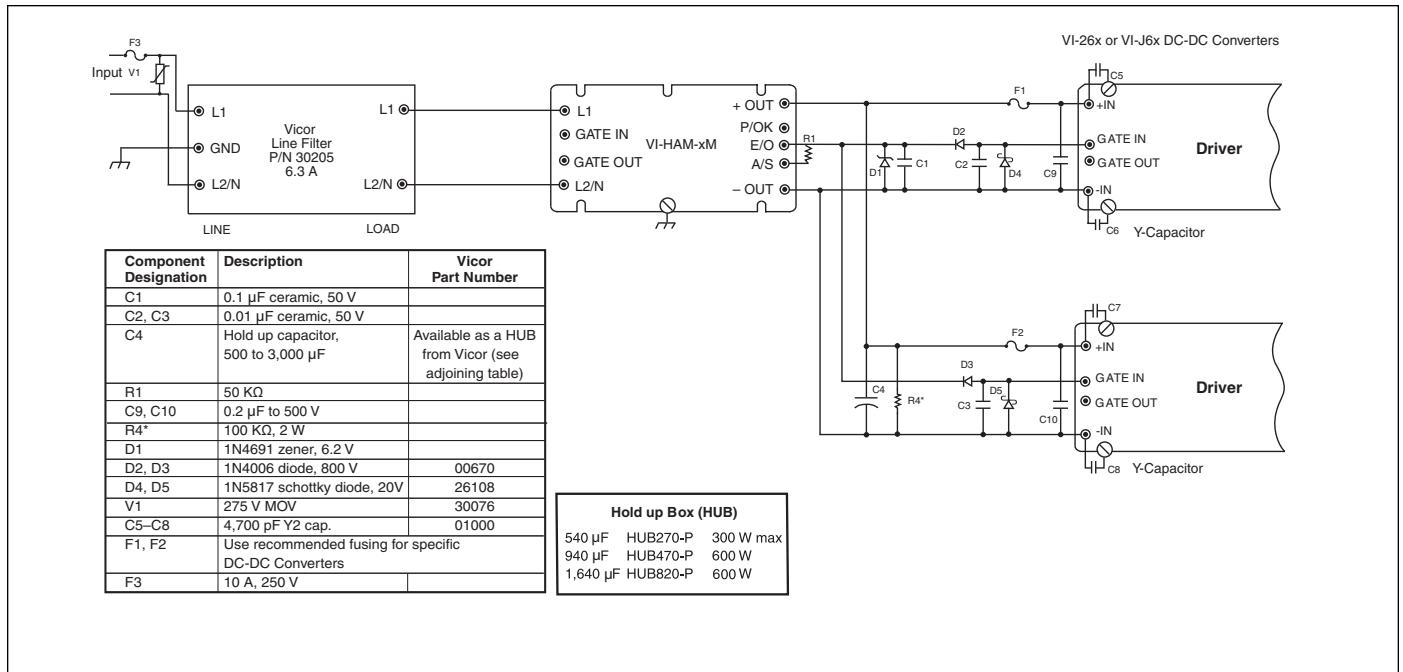 VI-26x or VI-J6x DC-DC Converters
F3
Input V1
L1
GND
L2/N
Vicor
Line Filter
P/N 30205
6.3 A
L1
L2/N
LINE
LOAD
L1
GATE IN
GATE OUT
L2/N
VI-HAM-xM
+ OUT
P/OK
E/O
A/S
– OUT
R1
D1
C1
D2
C2
D4
F1
C9
C5
+IN
GATE IN
GATE OUT
-IN
Driver
C6
Y-Capacitor
C4
R4*
D3
C3
D5
F2
C10
C7
+IN
GATE IN
GATE OUT
-IN
Driver
C8
Y-Capacitor
Component Designation Description Vicor Part Number
C1 0.1 µF ceramic, 50 V
C2, C3 0.01 µF ceramic, 50 V
C4 Hold up capacitor, Available as a HUB
500 to 3,000 µF from Vicor (see
adjoining table)
R1 50 KΩ
C9, C10 0.2 µF to 500 V
R4* 100 KΩ, 2 W
D1 1N4691 zener, 6.2 V
D2, D3 1N4006 diode, 800 V 00670
D4, D5 1N5817 schottky diode, 20V 26108
V1 275 V MOV 30076
C5–C8 4,700 pF Y2 cap. 01000
F1, F2 Use recommended fusing for specific
DC-DC Converters
F3 10 A, 250 V
Hold up Box (HUB)
540 µF HUB270-P 300 W max
940 µF HUB470-P 600 W
1,640 µF HUB820-P 600 W